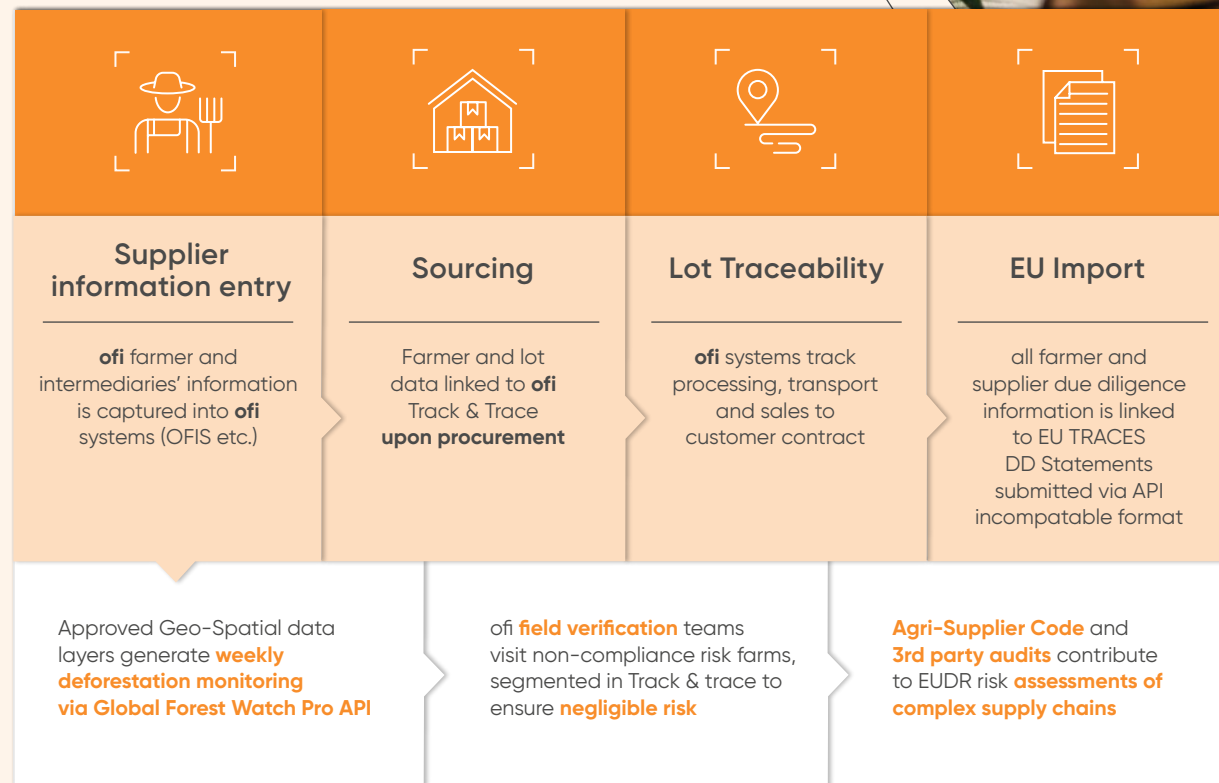 Supplier
information entry
ofi farmer and
intermediaries' information
is captured into ofi
systems (OFIS etc.)
Sourcing
Farmer and lot
data linked to ofi
Track & Trace
upon procurement
Lot Traceability
ofi systems track
processing, transport
and sales to
customer contract
EU Import
all farmer and
supplier due diligence
information is linked
to EU TRACES
DD Statements
submitted via API
incompatable format
Approved Geo-Spatial data
layers generate weekly
deforestation monitoring
via Global Forest Watch Pro API
ofi field verification teams
visit non-compliance risk farms,
segmented in Track & trace to
ensure negligible risk
Agri-Supplier Code and
3rd party audits contribute
to EUDR risk assessments of
complex supply chains